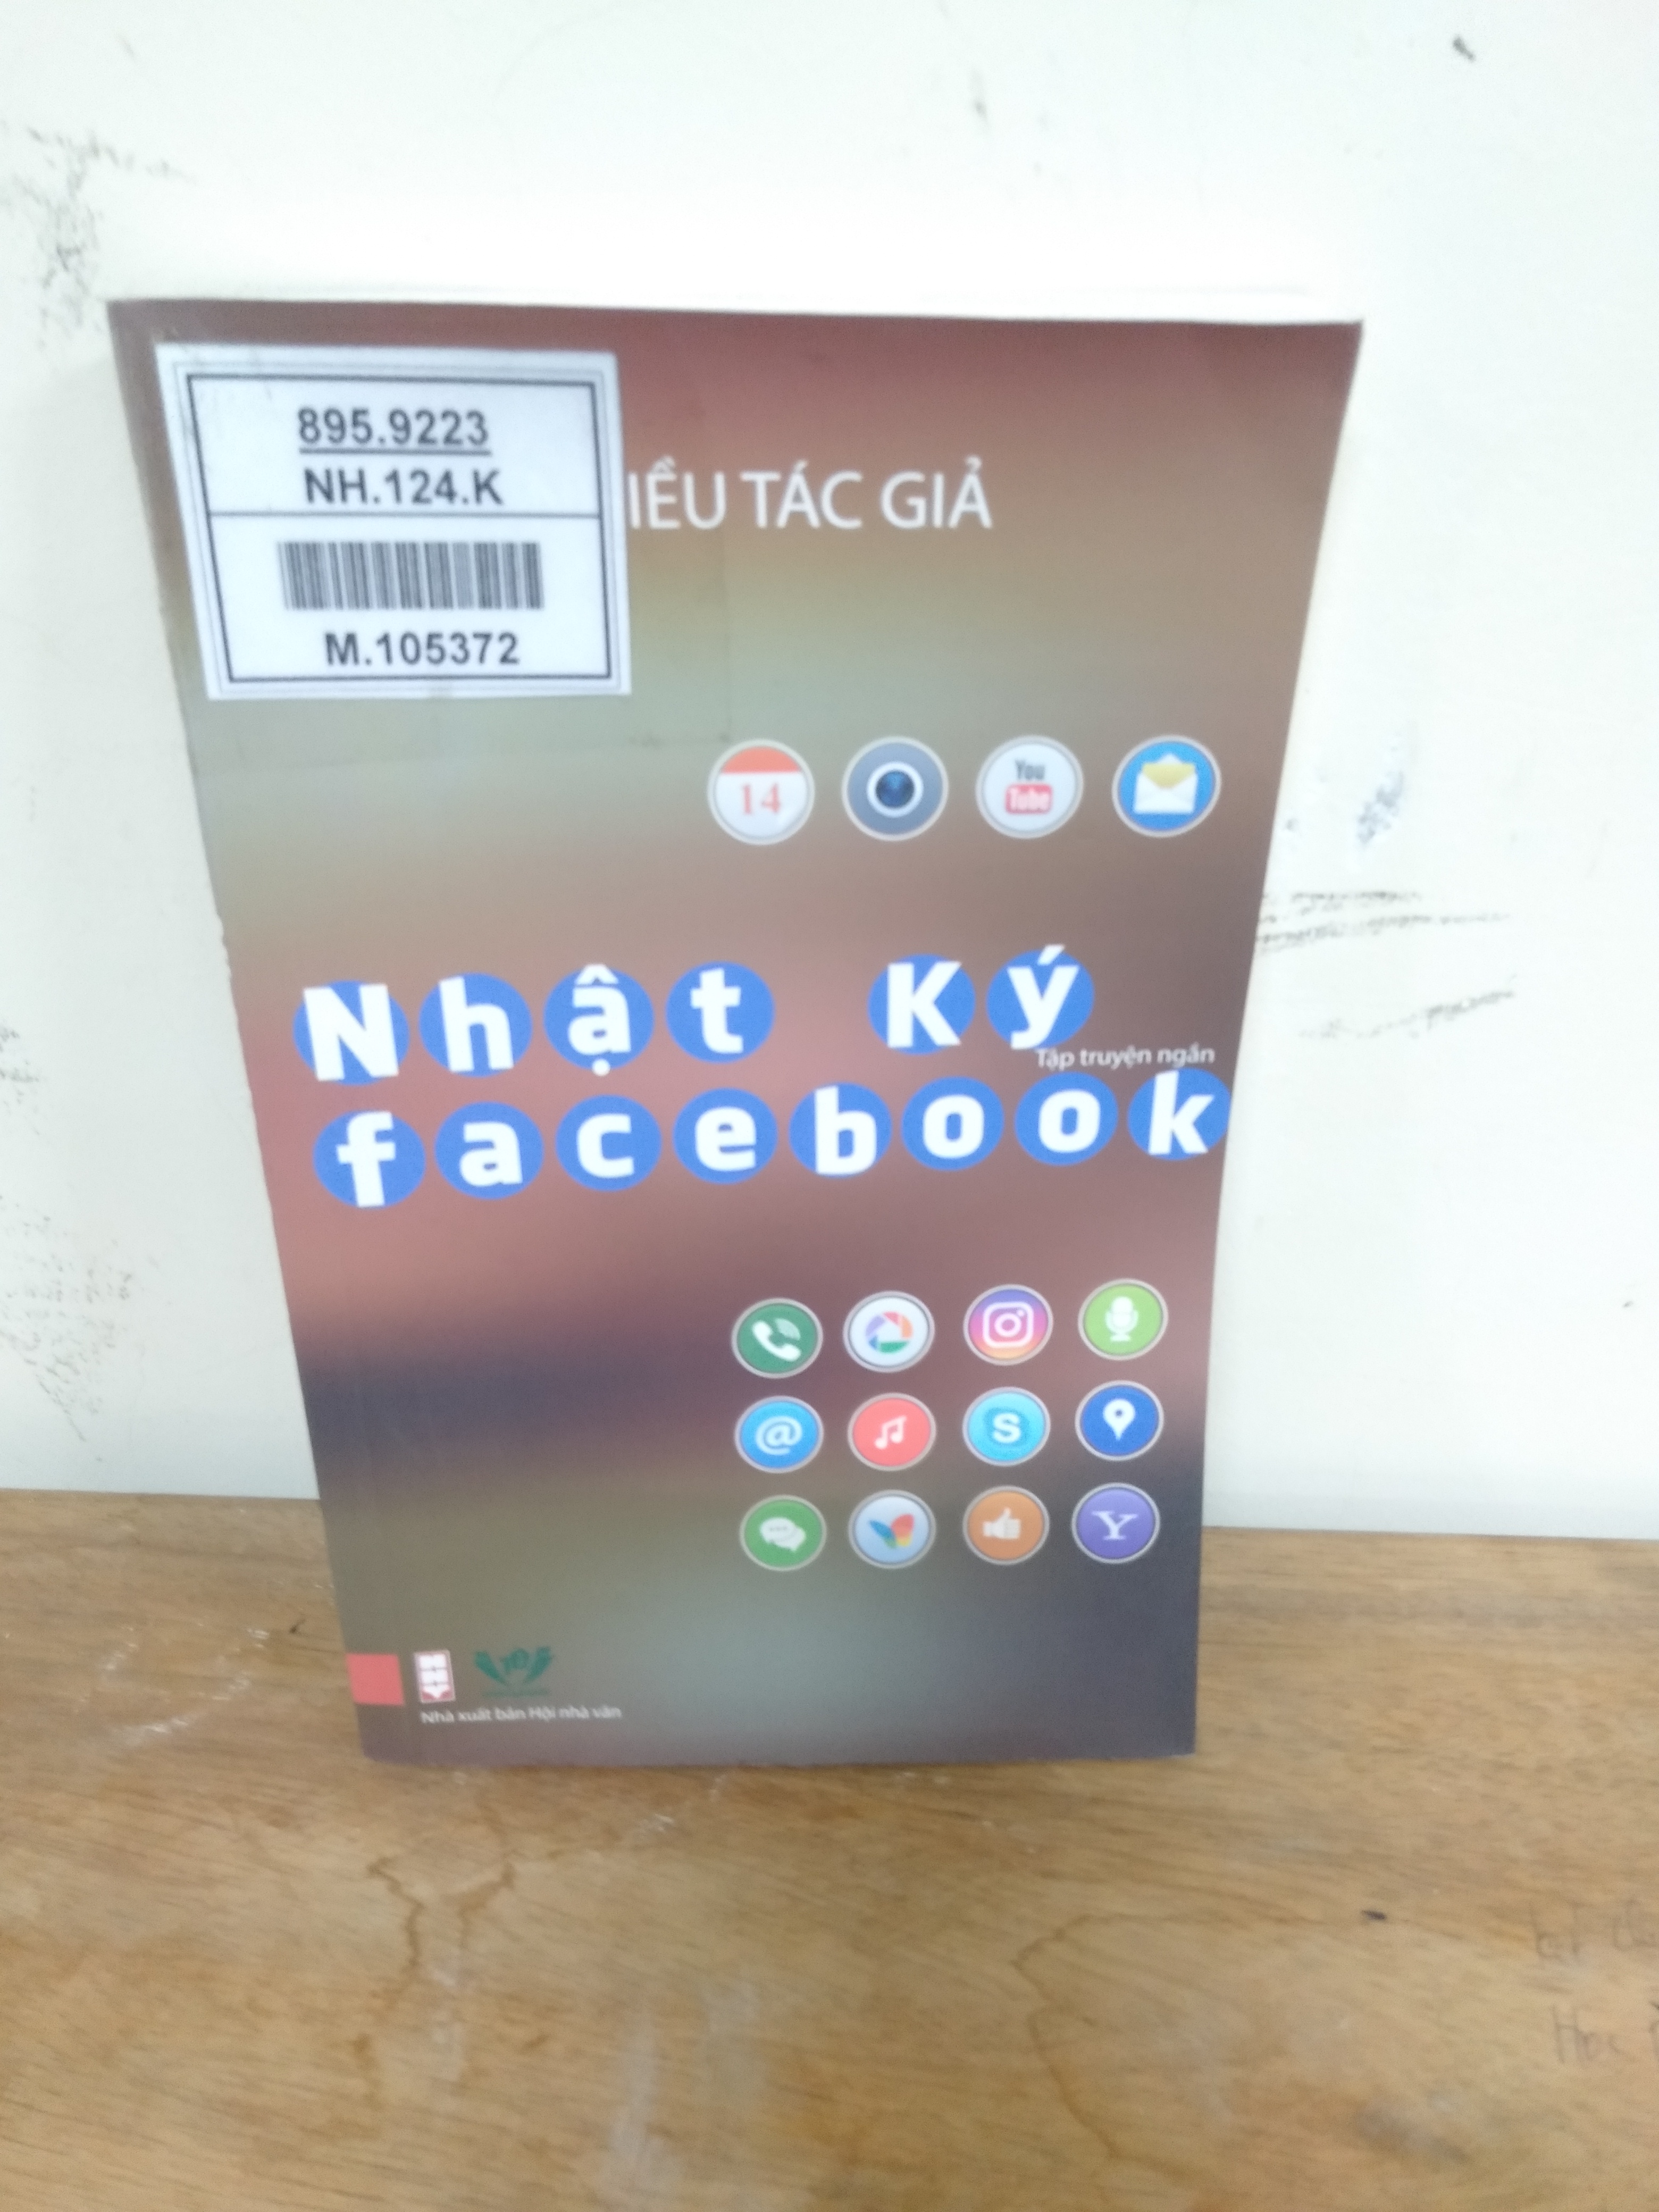 895.9223
NH.124.K
M.105372
IỀU TÁC GIẢ
14
You
Tube
Nhật Ký
Tập truyện ngắn
facebook
@
S
Y
Nhà xuất bản Hội nhà văn